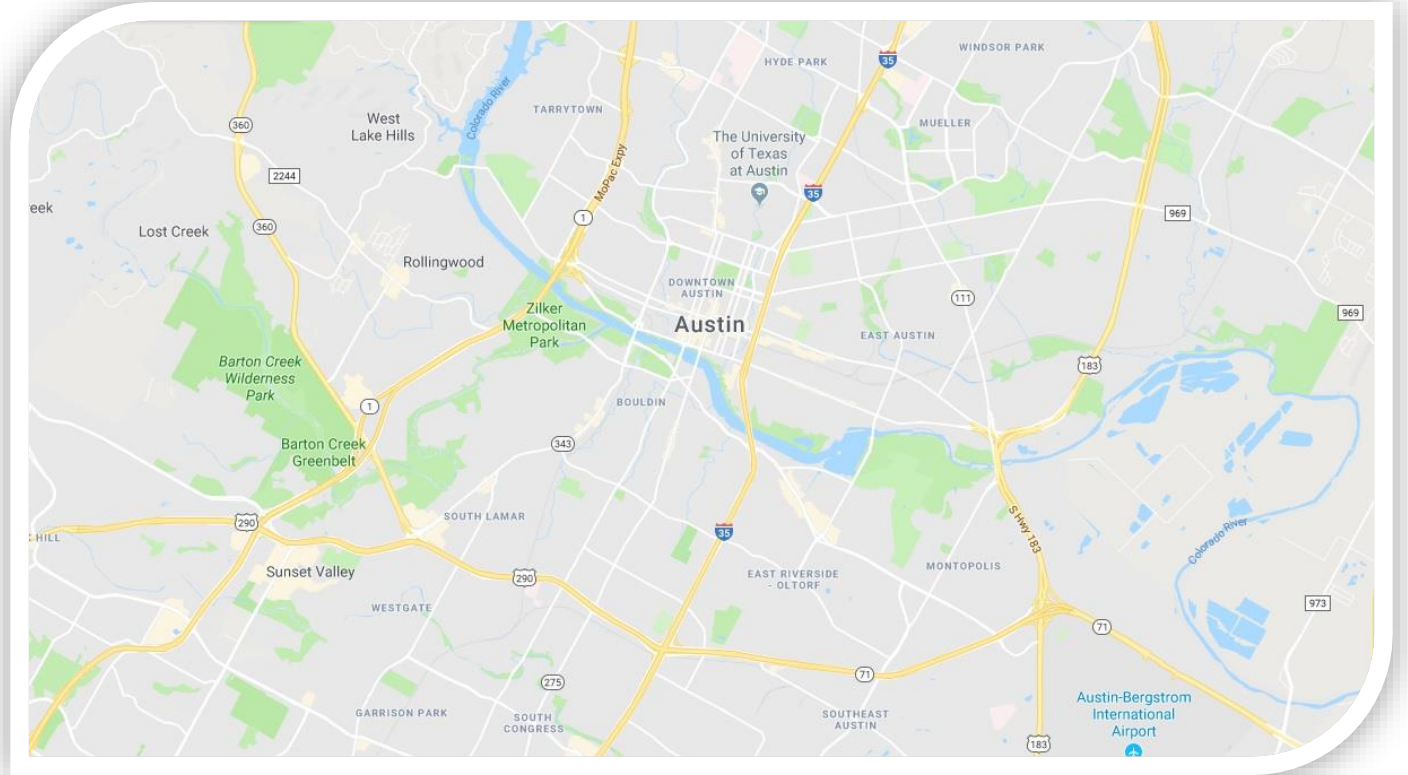 WINDSOR PARK
HYDE PARK
35
Colorado River
TARRYTOWN
West
Lake Hills
360
MUELLER
The University
of Texas
at Austin
MoPac Expy
2244
35
eek
Lost Creek
360
1
969
Rollingwood
DOWNTOWN
AUSTIN
111
Zilker
Metropolitan
Park
Austin
EAST AUSTIN
969
Barton Creek
Wilderness
Park
183
1
BOULDIN
343
Barton Creek
Greenbelt
SOUTH LAMAR
290
HILL
35
S Hwy 183
Colorado River
Sunset Valley
290
EAST RIVERSIDE
- OLTORF
MONTOPOLIS
WESTGATE
973
71
71
275
Austin-Bergstrom
International
Airport
GARRISON PARK
SOUTH
CONGRESS
SOUTHEAST
AUSTIN
183